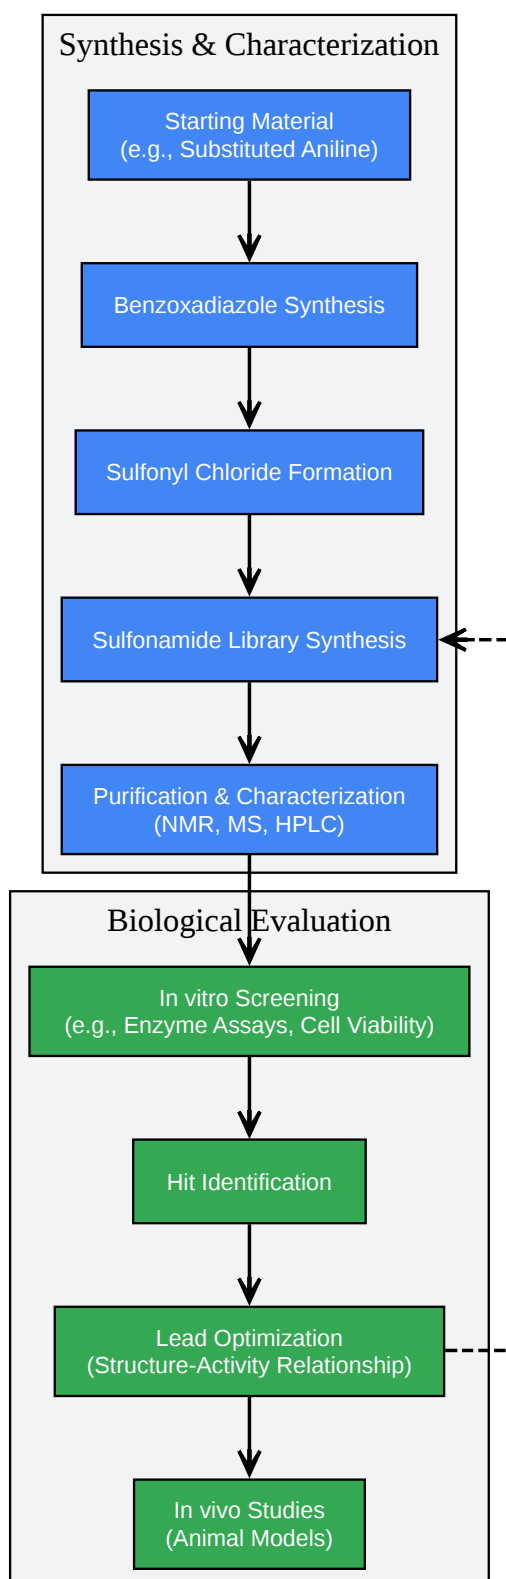 Synthesis & Characterization
Starting Material
(e.g., Substituted Aniline)
Benzoxadiazole Synthesis
Sulfonyl Chloride Formation
Sulfonamide Library Synthesis
Purification & Characterization
(NMR, MS, HPLC)
Biological Evaluation
In vitro Screening
(e.g., Enzyme Assays, Cell Viability)
Hit Identification
Lead Optimization
(Structure-Activity Relationship)
In vivo Studies
(Animal Models)